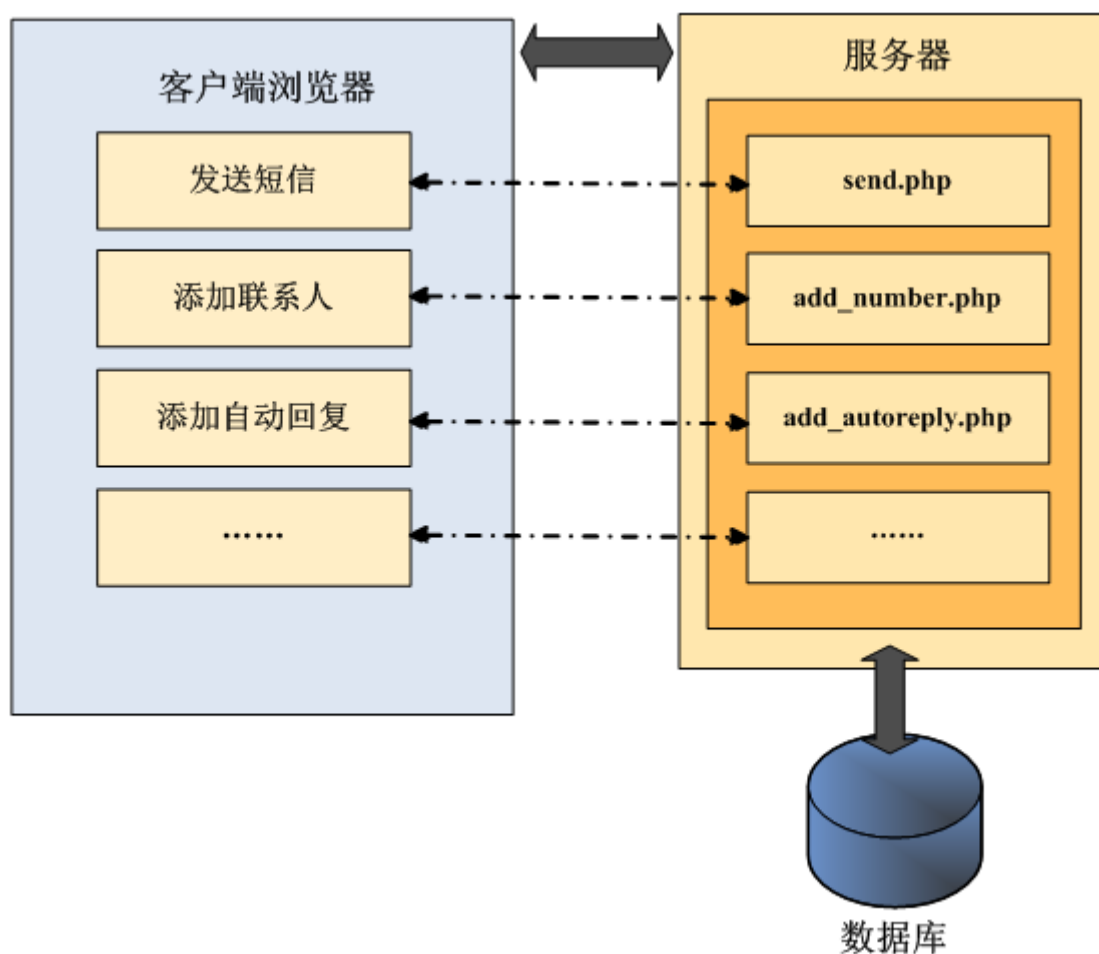 客户端浏览器
发送短信
添加联系人
添加自动回复
……
服务器
send.php
add_number.php
add_autoreply.php
……
数据库